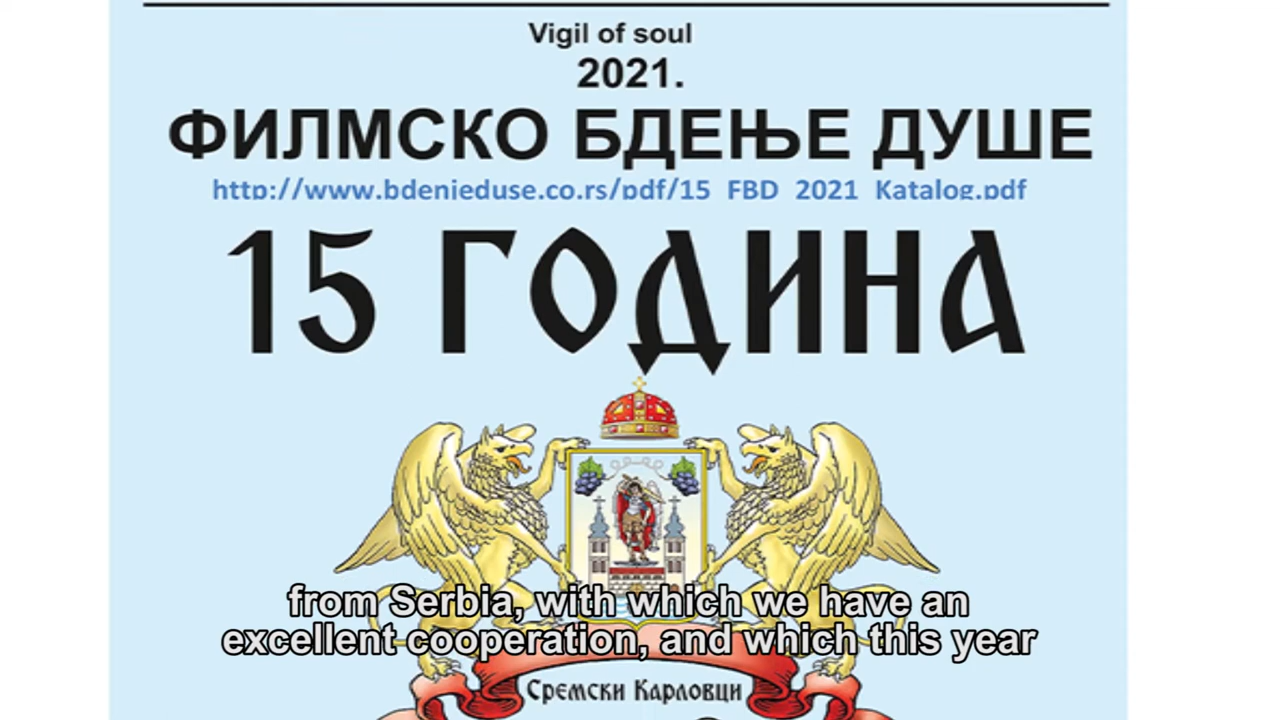 Vigil of soul
2021.
ФИЛМСКО БДЕЊЕ ДУШЕ
http://www.bdenjeduse.co.rs/pdf/15_FBD_2021_Katalog.pdf
15 ГОДИНА
from Serbia, with which we have an
excellent cooperation, and which this year
Сремски Карловци